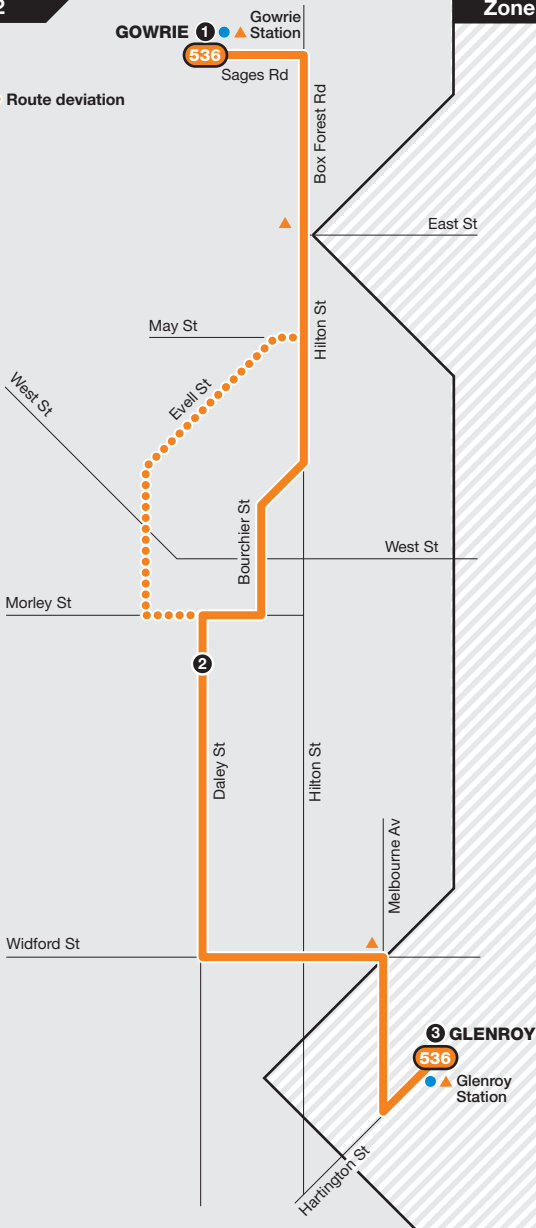 2
Zone
Gowrie
GOWRIE 1 Station
536
Sages Rd
Route deviation
Box Forest Rd
East St
May St
Hilton St
West St
Evell St
Bourchier St
West St
Morley St
2
Daley St
Hilton St
Melbourne Av
Widford St
3 GLENROY
536
Glenroy
Station
Hartington St